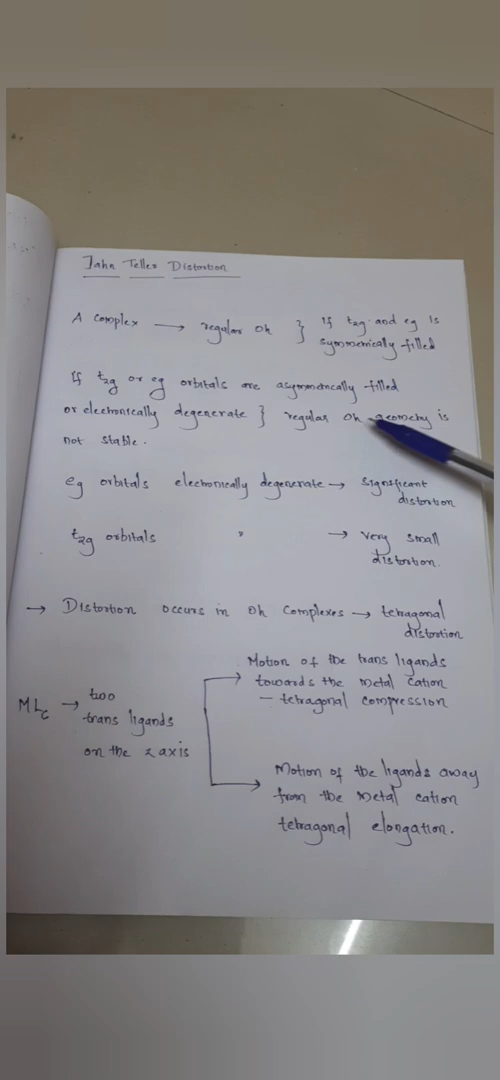 Jahn Teller Distortion
A complex → regular Oh } if t2g and eg is
symmetrically filled
If t2g or eg orbitals are asymmetrically filled
or electronically degenerate } regular Oh geometry is
not stable.
eg orbitals electronically degenerate → significant
distortion
t2g orbitals " → very small
distortion.
→ Distortion occurs in Oh complexes → tetragonal
distortion
ML6 → two
trans ligands
on the z axis
Motion of the trans ligands
towards the metal cation
- tetragonal compression
Motion of the ligands away
from the metal cation
tetragonal elongation.